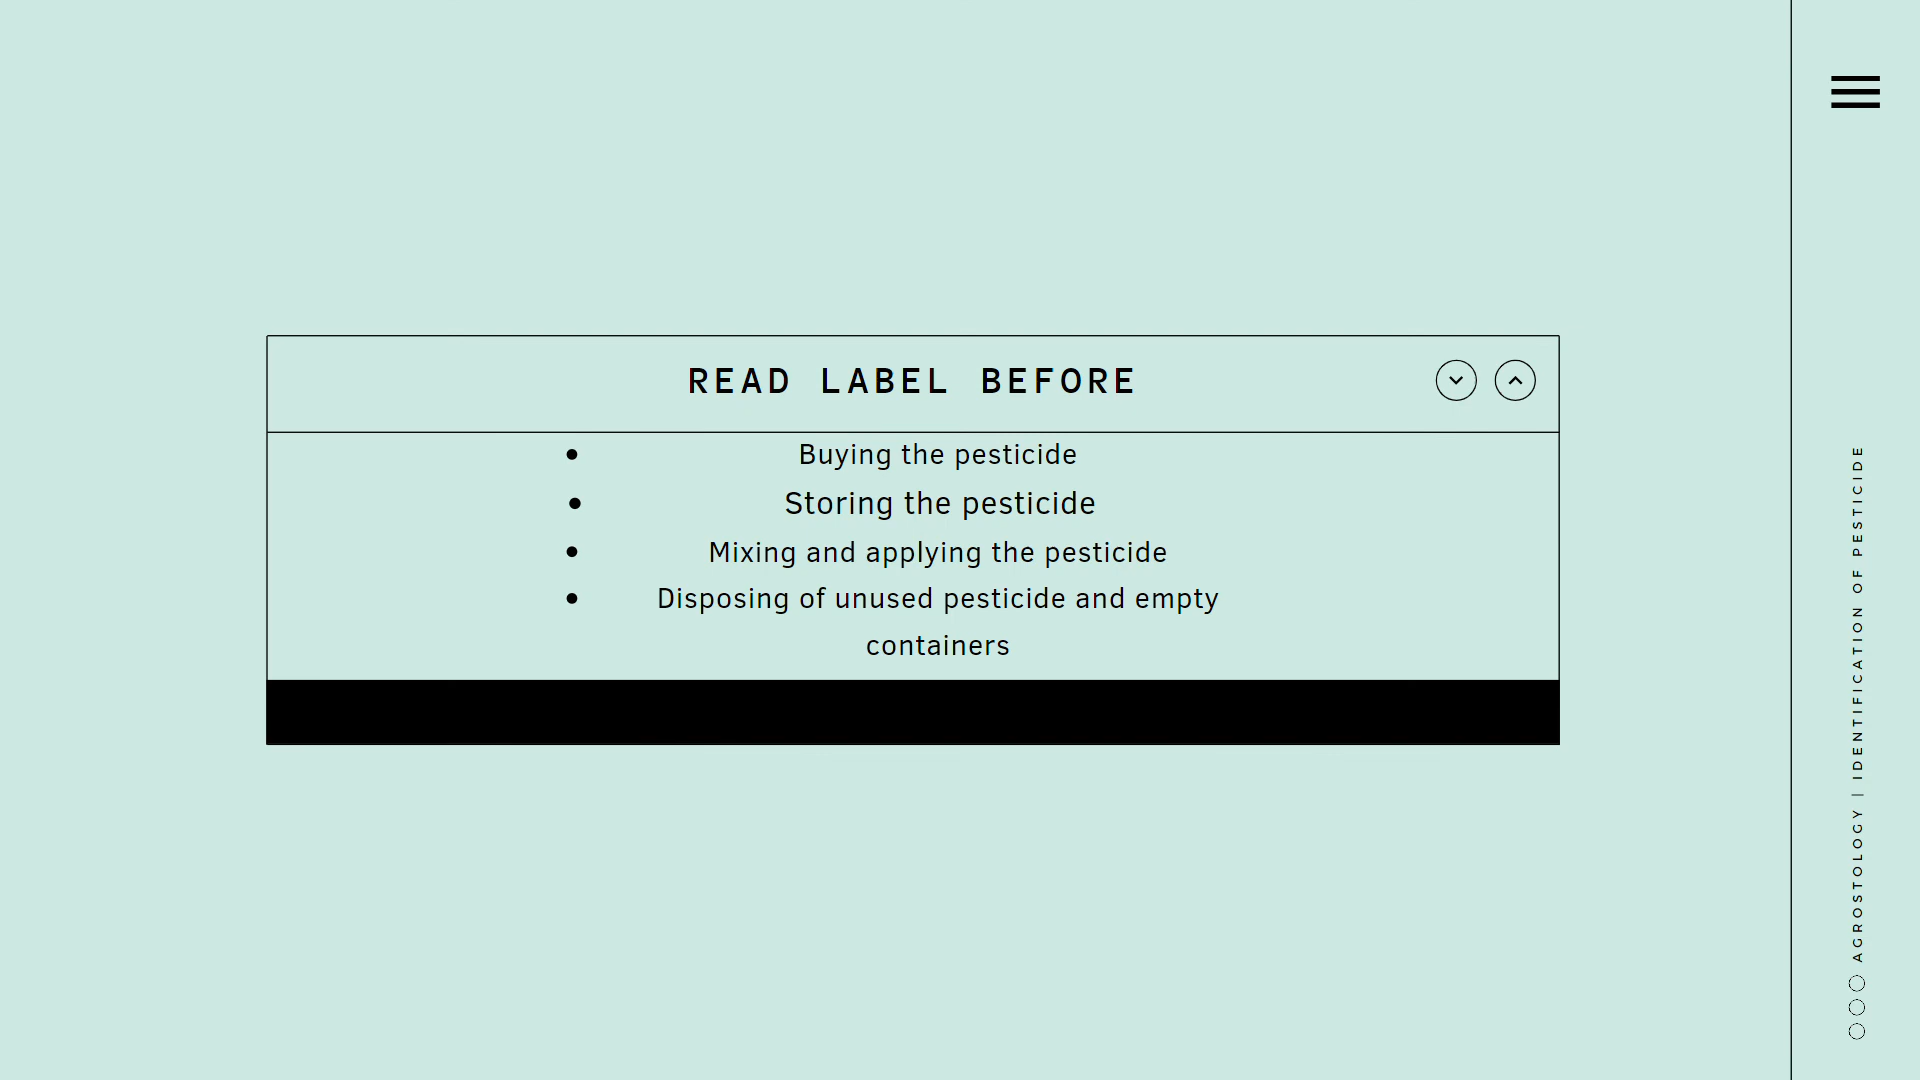 READ LABEL BEFORE
• Buying the pesticide
• Storing the pesticide
• Mixing and applying the pesticide
• Disposing of unused pesticide and empty
containers
AGROSTOLOGY | IDENTIFICATION OF PESTICIDE